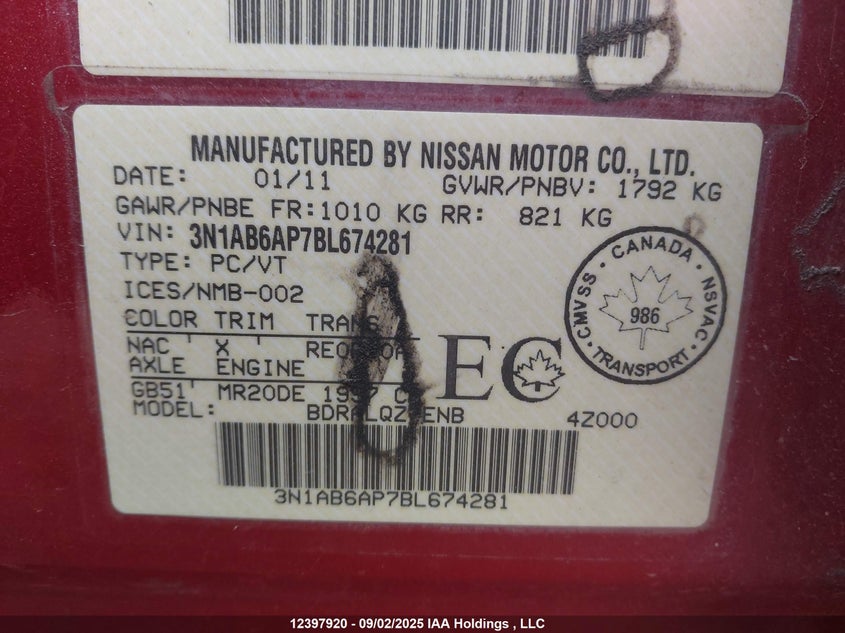 MANUFACTURED BY NISSAN MOTOR CO., LTD.
DATE: 01/11 GVWR/PNBV: 1792 KG
GAWR/PNBE FR:1010 KG RR: 821 KG
VIN: 3N1AB6AP7BL674281
TYPE: PC/VT
ICES/NMB-002
COLOR TRIM TRANS
NAC ' X '
AXLE ENGINE
GB51' MR20DE
MODEL: 4Z000
EC
CANADA
CMVSS NSVAC
986
TRANSPORT
3N1AB6AP7BL674281
12397920 - 09/02/2025 IAA Holdings , LLC